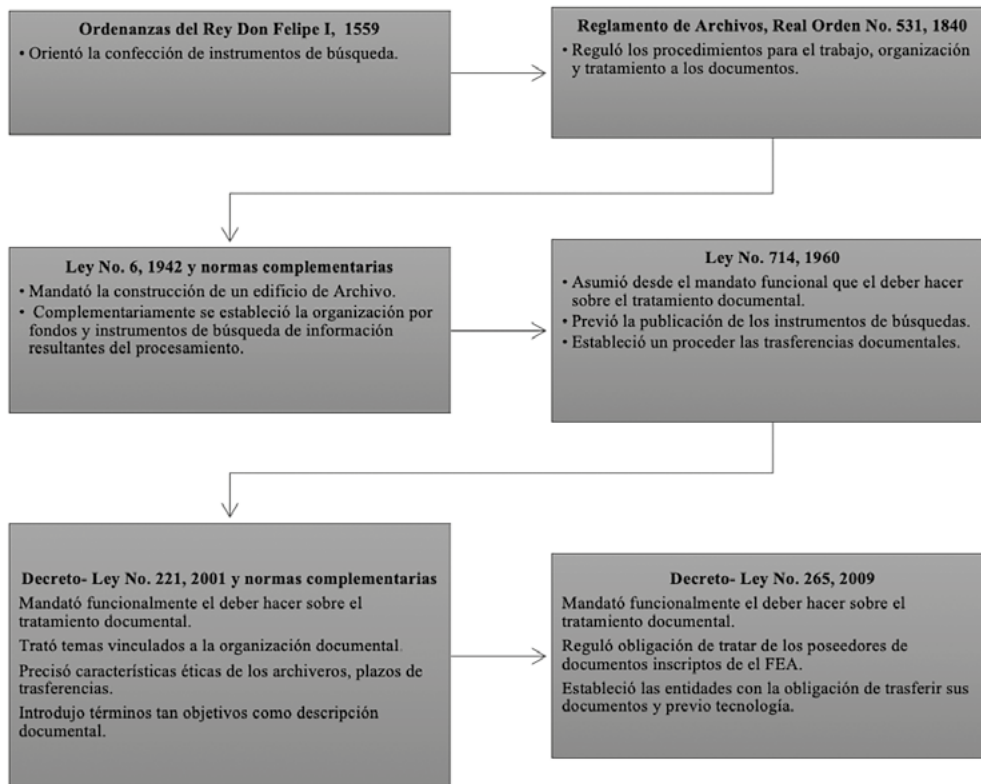 Ordenanzas del Rey Don Felipe I, 1559
• Orientó la confección de instrumentos de búsqueda.
Reglamento de Archivos, Real Orden No. 531, 1840
• Reguló los procedimientos para el trabajo, organización
y tratamiento a los documentos.
Ley No. 6, 1942 y normas complementarias
• Mandató la construcción de un edificio de Archivo.
• Complementariamente se estableció la organización por
fondos y instrumentos de búsqueda de información
resultantes del procesamiento.
Ley No. 714, 1960
• Asumió desde el mandato funcional que el deber hacer
sobre el tratamiento documental.
• Previó la publicación de los instrumentos de búsquedas.
• Estableció un proceder las trasferencias documentales.
Decreto- Ley No. 221, 2001 y normas complementarias
Mandató funcionalmente el deber hacer sobre el
tratamiento documental.
Trató temas vinculados a la organización documental.
Precisó características éticas de los archiveros, plazos de
trasferencias.
Introdujo términos tan objetivos como descripción
documental.
Decreto- Ley No. 265, 2009
Mandató funcionalmente el deber hacer sobre el
tratamiento documental.
Reguló obligación de tratar de los poseedores de
documentos inscriptos de el FEA.
Estableció las entidades con la obligación de trasferir sus
documentos y previo tecnología.